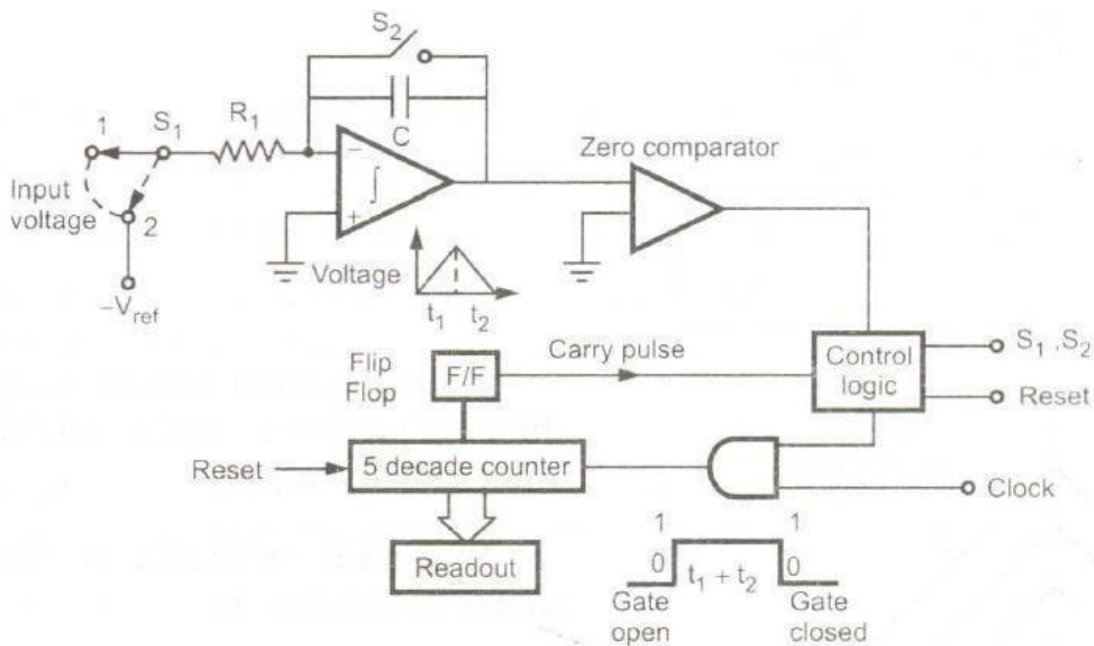 S2
1
S1
R1
C
−
∫
+
Zero comparator
Input
voltage
2
−Vref
Voltage
t1
t2
Carry pulse
Flip
Flop
F/F
Control
logic
S1 .S2
Reset
Reset
5 decade counter
Clock
Readout
1
1
0
t1 + t2
0
Gate
open
Gate
closed